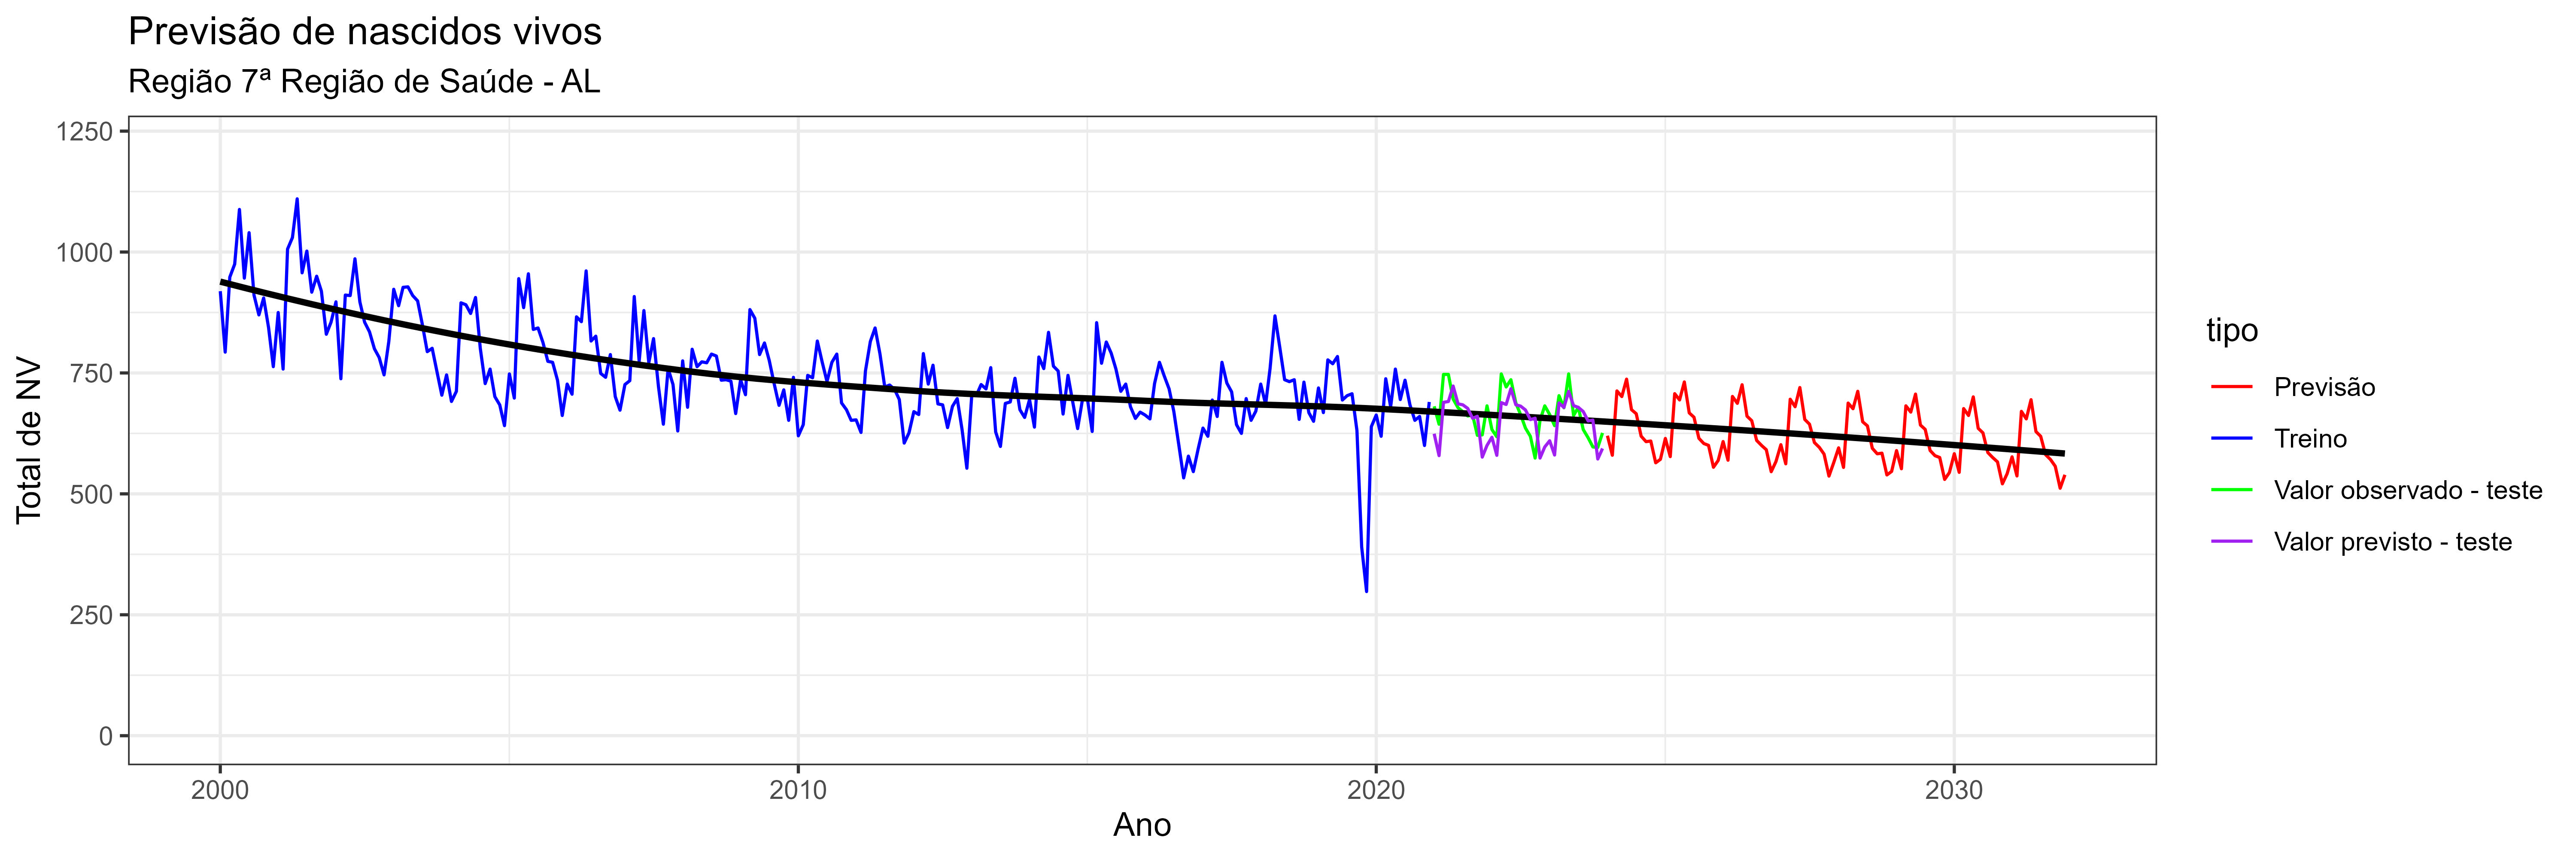 Previsão de nascidos vivos
Região 7ª Região de Saúde - AL
Total de NV
1250
1000
750
500
250
0
2000
2010
2020
2030
Ano
tipo
Previsão
Treino
Valor observado - teste
Valor previsto - teste